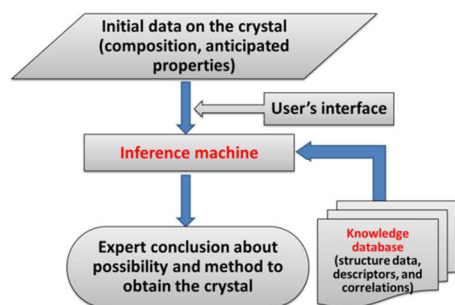 Initial data on the crystal
(composition, anticipated
properties)
User's interface
Inference machine
Expert conclusion about
possibility and method to
obtain the crystal
Knowledge
database
(structure data,
descriptors, and
correlations)